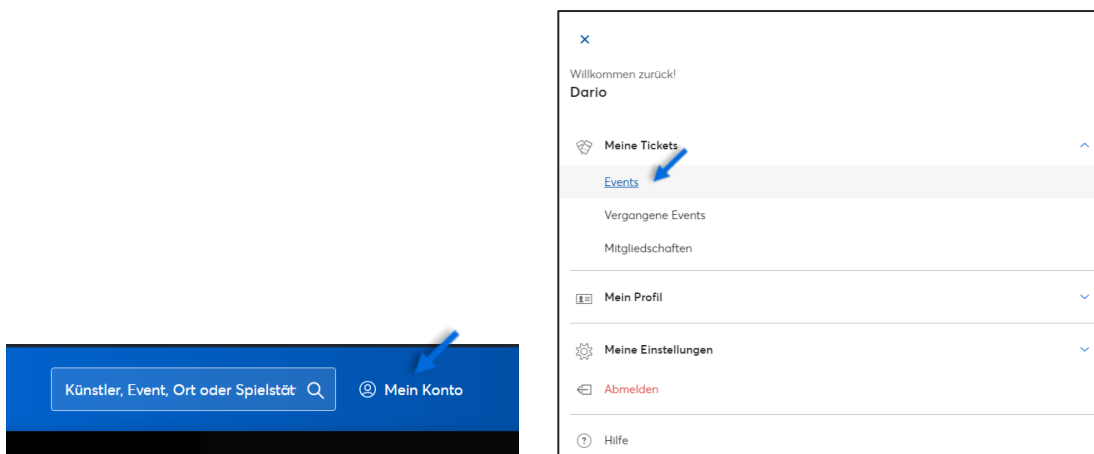 Künstler, Event, Ort oder Spielstät
Mein Konto
Willkommen zurück!
Dario
Meine Tickets
Events
Vergangene Events
Mitgliedschaften
Mein Profil
Meine Einstellungen
Abmelden
Hilfe